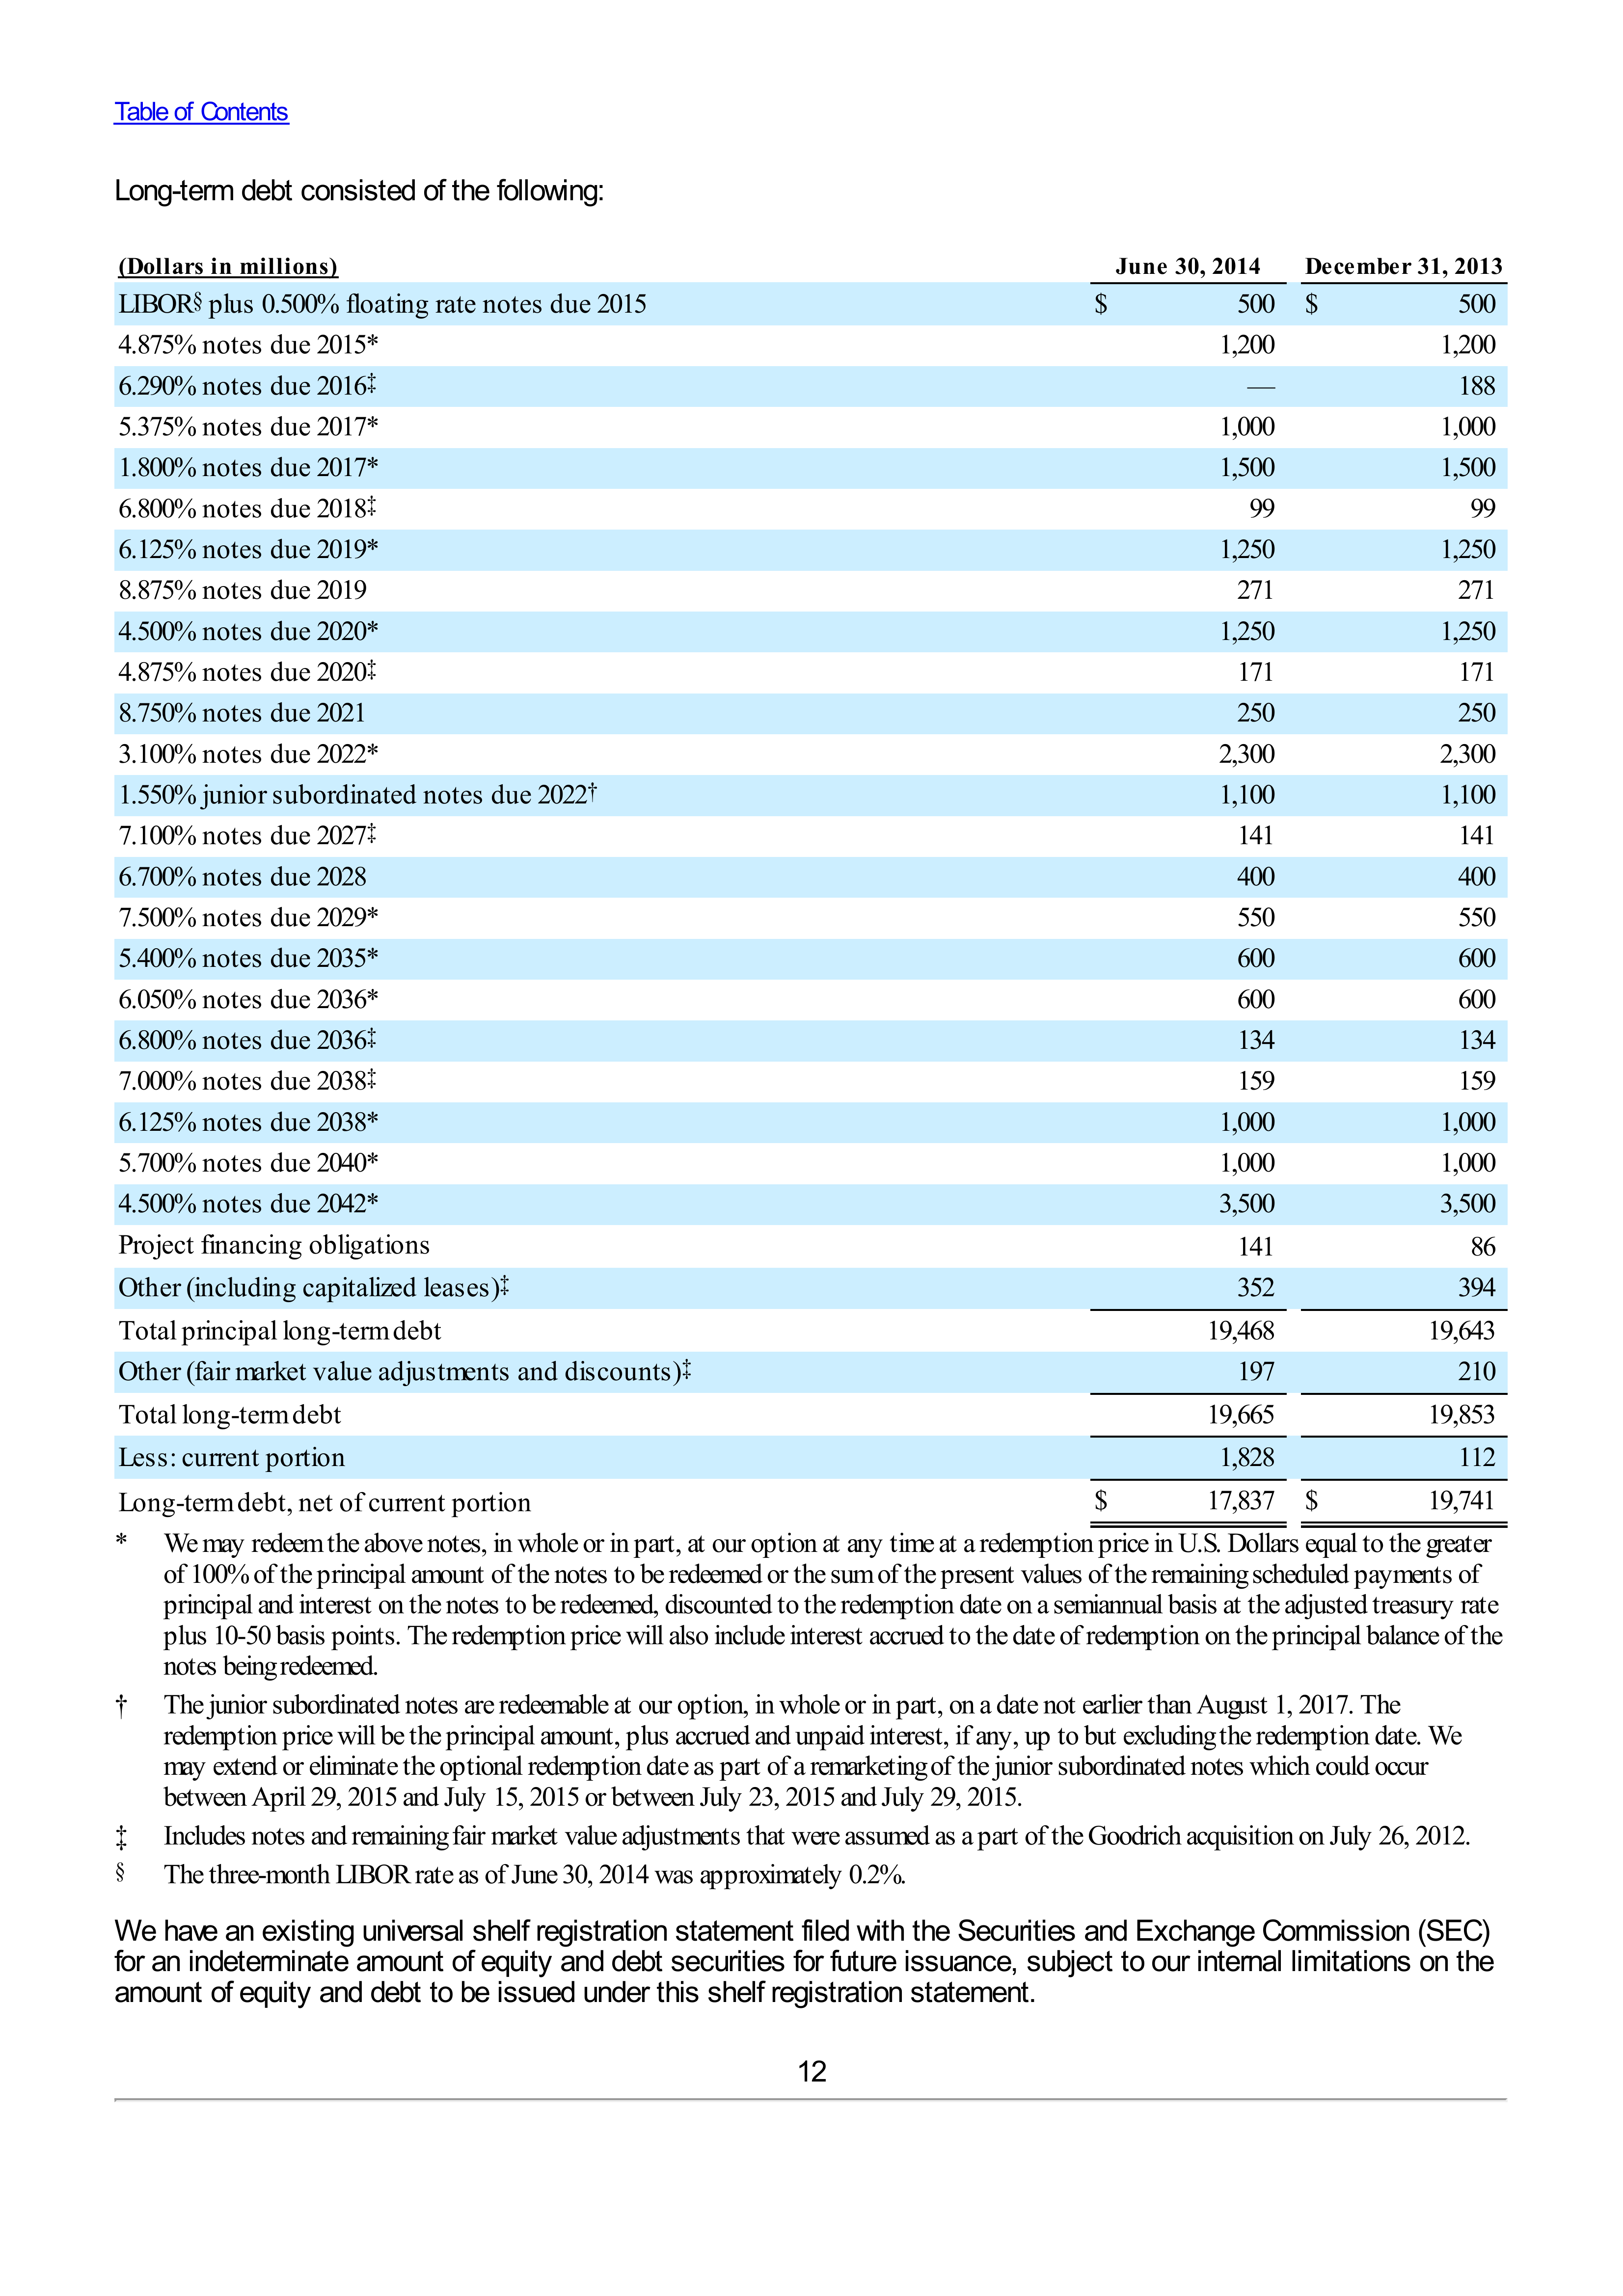 Table of Contents
Long-term debt consisted of the following:
(Dollars in millions) June 30, 2014 December 31, 2013
LIBOR§ plus 0.500% floating rate notes due 2015 $ 500 $ 500
4.875% notes due 2015* 1,200 1,200
6.290% notes due 2016‡ — 188
5.375% notes due 2017* 1,000 1,000
1.800% notes due 2017* 1,500 1,500
6.800% notes due 2018‡ 99 99
6.125% notes due 2019* 1,250 1,250
8.875% notes due 2019 271 271
4.500% notes due 2020* 1,250 1,250
4.875% notes due 2020‡ 171 171
8.750% notes due 2021 250 250
3.100% notes due 2022* 2,300 2,300
1.550% junior subordinated notes due 2022† 1,100 1,100
7.100% notes due 2027‡ 141 141
6.700% notes due 2028 400 400
7.500% notes due 2029* 550 550
5.400% notes due 2035* 600 600
6.050% notes due 2036* 600 600
6.800% notes due 2036‡ 134 134
7.000% notes due 2038‡ 159 159
6.125% notes due 2038* 1,000 1,000
5.700% notes due 2040* 1,000 1,000
4.500% notes due 2042* 3,500 3,500
Project financing obligations 141 86
Other (including capitalized leases)‡ 352 394
Total principal long-term debt 19,468 19,643
Other (fair market value adjustments and discounts)‡ 197 210
Total long-term debt 19,665 19,853
Less: current portion 1,828 112
Long-term debt, net of current portion $ 17,837 $ 19,741
* We may redeem the above notes, in whole or in part, at our option at any time at a redemption price in U.S. Dollars equal to the greater
of 100% of the principal amount of the notes to be redeemed or the sum of the present values of the remaining scheduled payments of
principal and interest on the notes to be redeemed, discounted to the redemption date on a semiannual basis at the adjusted treasury rate
plus 10-50 basis points. The redemption price will also include interest accrued to the date of redemption on the principal balance of the
notes being redeemed.
† The junior subordinated notes are redeemable at our option, in whole or in part, on a date not earlier than August 1, 2017. The
redemption price will be the principal amount, plus accrued and unpaid interest, if any, up to but excluding the redemption date. We
may extend or eliminate the optional redemption date as part of a remarketing of the junior subordinated notes which could occur
between April 29, 2015 and July 15, 2015 or between July 23, 2015 and July 29, 2015.
‡ Includes notes and remaining fair market value adjustments that were assumed as a part of the Goodrich acquisition on July 26, 2012.
§ The three-month LIBOR rate as of June 30, 2014 was approximately 0.2%.
We have an existing universal shelf registration statement filed with the Securities and Exchange Commission (SEC)
for an indeterminate amount of equity and debt securities for future issuance, subject to our internal limitations on the
amount of equity and debt to be issued under this shelf registration statement.
12